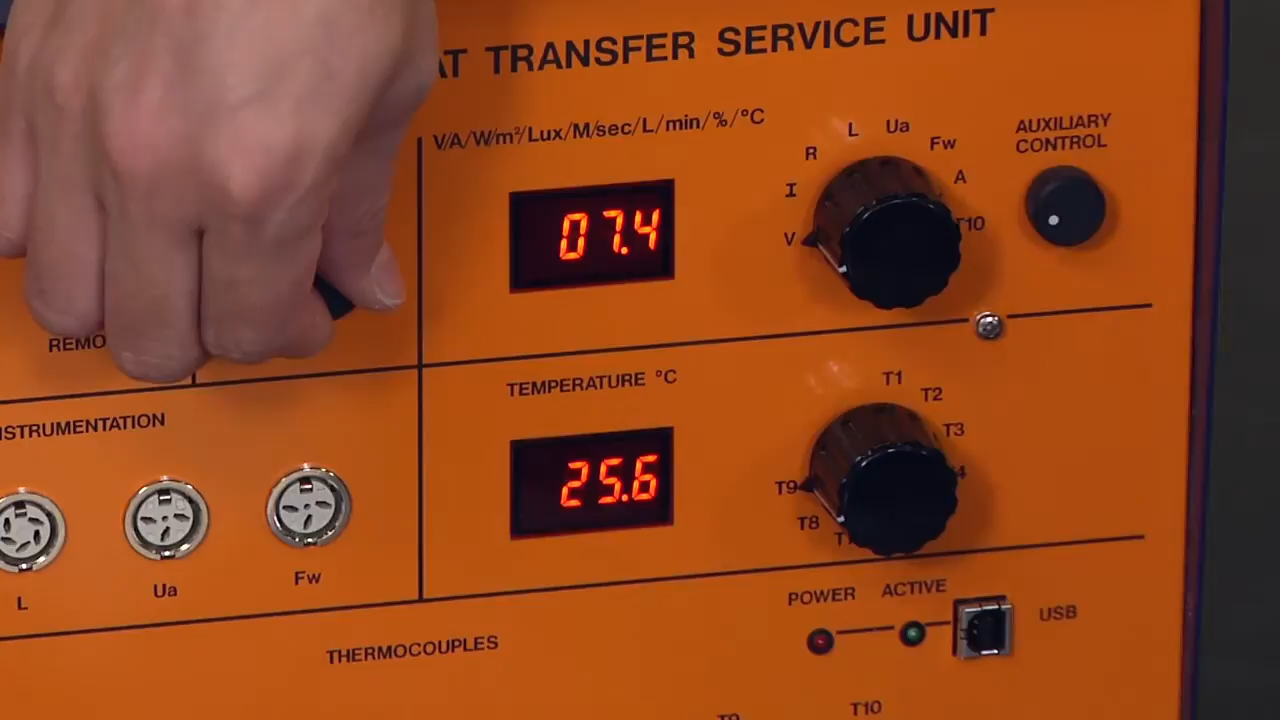 AT TRANSFER SERVICE UNIT
V/A/W/m²/Lux/M/sec/L/min/%/°C
L Ua Fw
R A
I T10
V
AUXILIARY
CONTROL
07.4
REMO
TEMPERATURE °C
T1
T2
T3
T9
T8
25.6
STRUMENTATION
L Ua Fw
POWER ACTIVE
USB
THERMOCOUPLES
T10